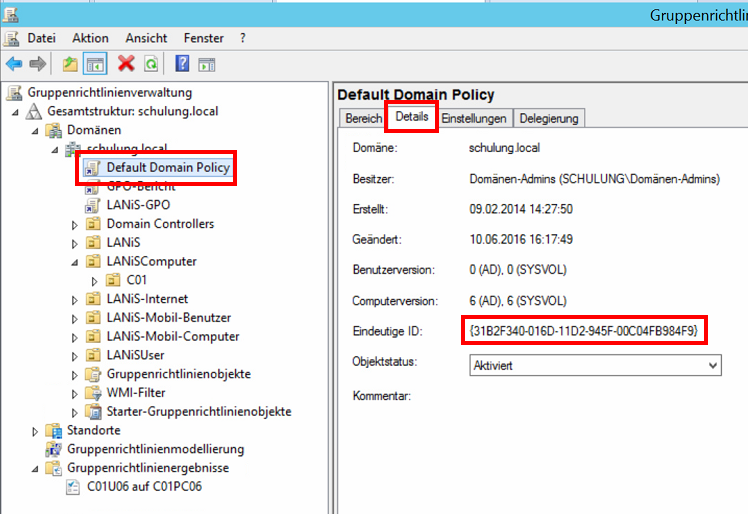 Gruppenrichtlin
Datei Aktion Ansicht Fenster ?
Gruppenrichtlinienverwaltung
Gesamtstruktur: schulung.local
Domänen
schulung.local
Default Domain Policy
GPO-Bericht
LANiS-GPO
Domain Controllers
LANiS
LANiSComputer
C01
LANiS-Internet
LANiS-Mobil-Benutzer
LANiS-Mobil-Computer
LANiSUser
Gruppenrichtlinienobjekte
WMI-Filter
Starter-Gruppenrichtlinienobjekte
Standorte
Gruppenrichtlinienmodellierung
Gruppenrichtlinienergebnisse
C01U06 auf C01PC06
Default Domain Policy
Bereich Details Einstellungen Delegierung
Domäne: schulung.local
Besitzer: Domänen-Admins (SCHULUNG\Domänen-Admins)
Erstellt: 09.02.2014 14:27:50
Geändert: 10.06.2016 16:17:49
Benutzerversion: 0 (AD), 0 (SYSVOL)
Computerversion: 6 (AD), 6 (SYSVOL)
Eindeutige ID: {31B2F340-016D-11D2-945F-00C04FB984F9}
Objektstatus: Aktiviert
Kommentar: